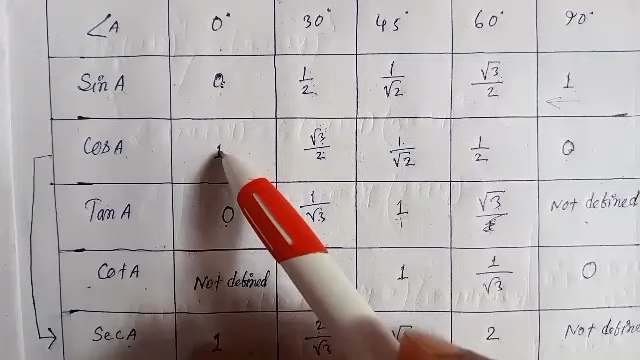 ∠A 0° 30° 45° 60° 90°
Sin A 0 1/2 1/√2 √3/2 1
Cos A 1 √3/2 1/√2 1/2 0
Tan A 0 1/√3 1 √3 Not defined
Cot A Not defined 1 1/√3 0
Sec A 1 2/√3 2 Not define